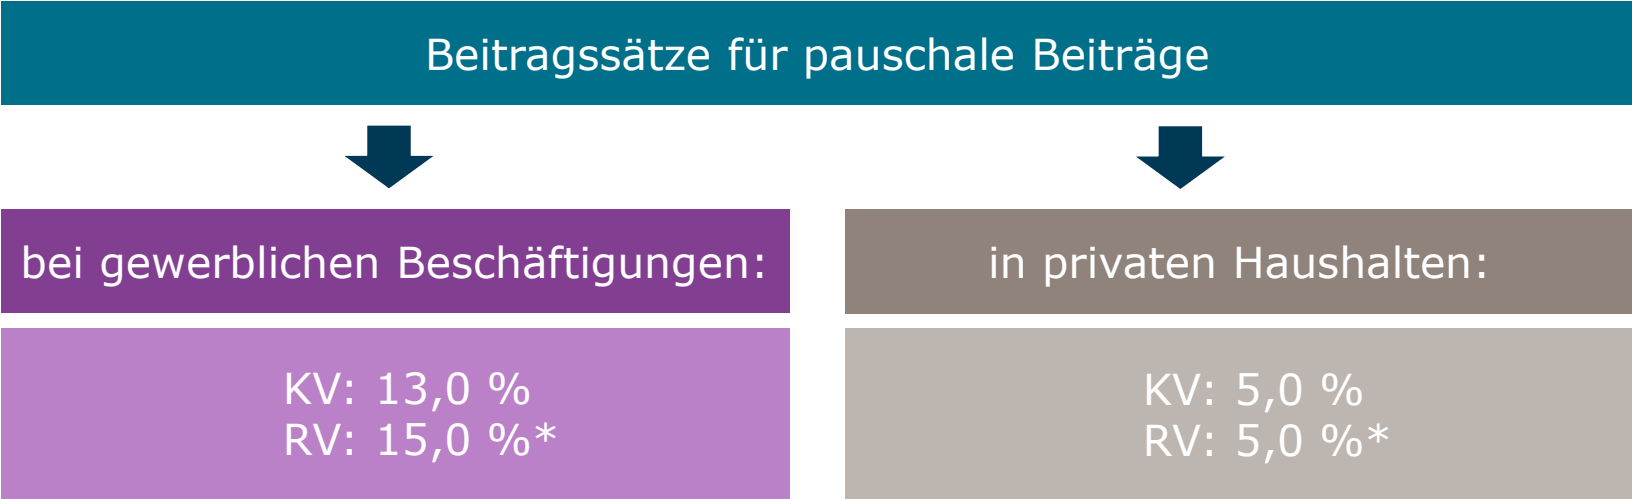 Beitragssätze für pauschale Beiträge
bei gewerblichen Beschäftigungen:
KV: 13,0 %
RV: 15,0 %*
in privaten Haushalten:
KV: 5,0 %
RV: 5,0 %*